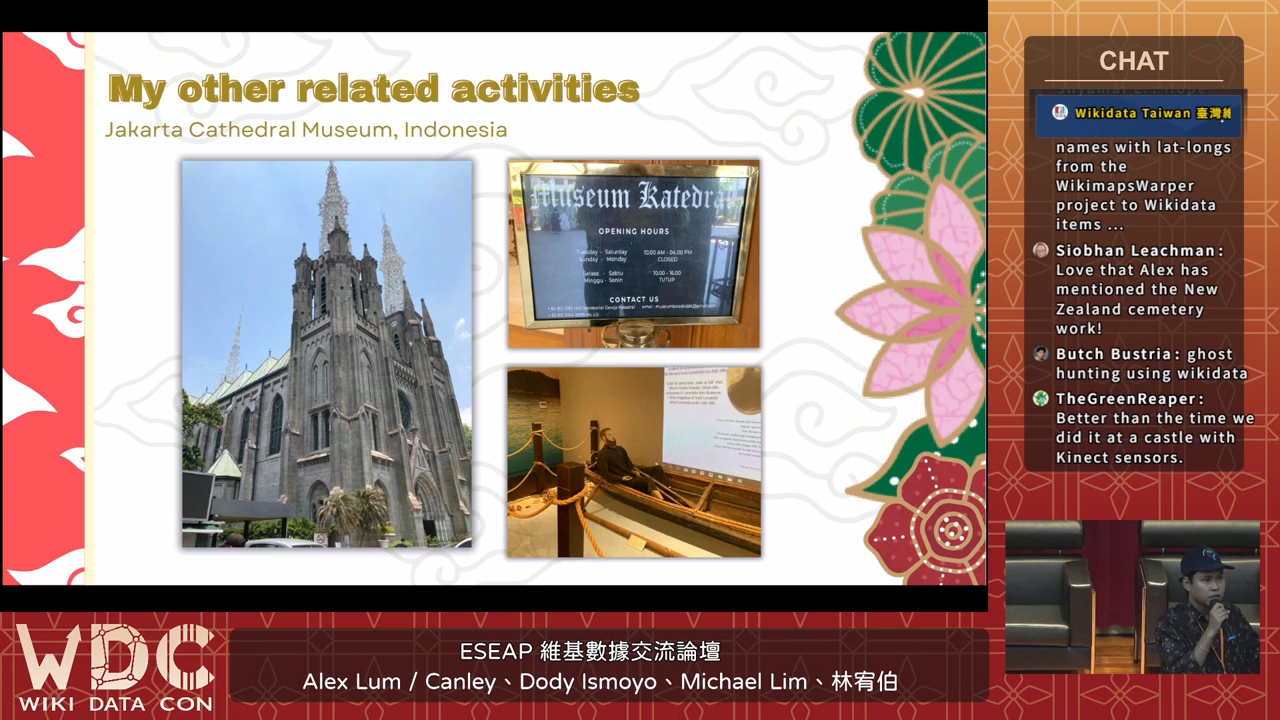 My other related activities
Jakarta Cathedral Museum, Indonesia
Museum Katedral
OPENING HOURS
Tuesday - Saturday 10.00 AM - 04.00 PM
Sunday - Monday CLOSED
Selasa - Sabtu 10.00 - 16.00
Minggu - Senin TUTUP
CONTACT US
CHAT
Wikidata Taiwan 臺灣維
names with lat-longs
from the
WikimapsWarper
project to Wikidata
items ...
Siobhan Leachman:
Love that Alex has
mentioned the New
Zealand cemetery
work!
Butch Bustria: ghost
hunting using wikidata
TheGreenReaper:
Better than the time we
did it at a castle with
Kinect sensors.
WDC
WIKI DATA CON
ESEAP 維基數據交流論壇
Alex Lum / Canley、Dody Ismoyo、Michael Lim、林宥伯